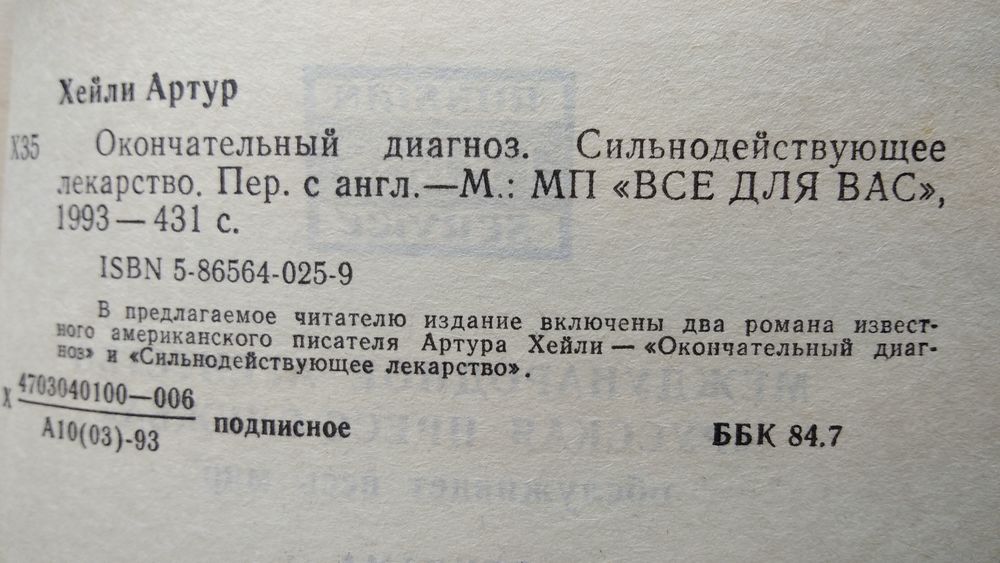 Хейли Артур
Х35 Окончательный диагноз. Сильнодействующее
лекарство. Пер. с англ.—М.: МП «ВСЕ ДЛЯ ВАС»,
1993—431 с.
ISBN 5-86564-025-9
В предлагаемое читателю издание включены два романа извест-
ного американского писателя Артура Хейли—«Окончательный диаг-
ноз» и «Сильнодействующее лекарство».
Х 4703040100—006
А10(03)-93
подписное
ББК 84.7